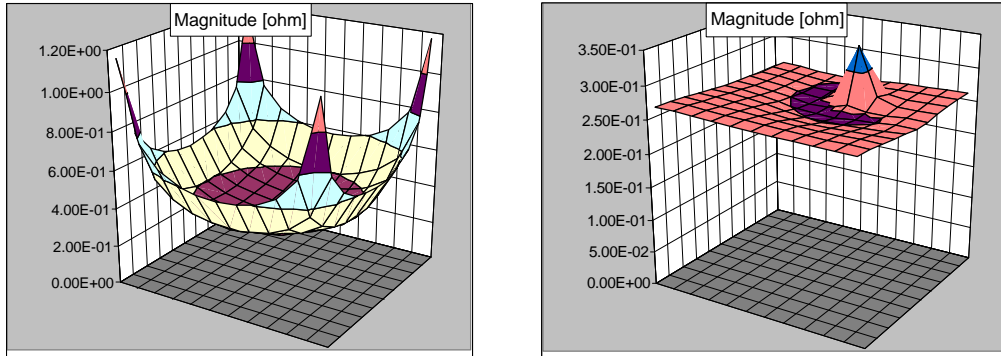 Magnitude [ohm]
1.20E+00
1.00E+00
8.00E-01
6.00E-01
4.00E-01
2.00E-01
0.00E+00
Magnitude [ohm]
3.50E-01
3.00E-01
2.50E-01
2.00E-01
1.50E-01
1.00E-01
5.00E-02
0.00E+00